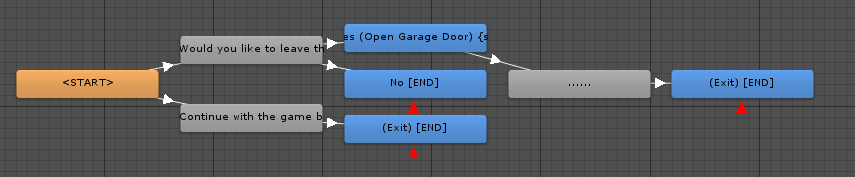 <START>
Would you like to leave th
es (Open Garage Door) {s
No [END]
......
(Exit) [END]
Continue with the game b
(Exit) [END]